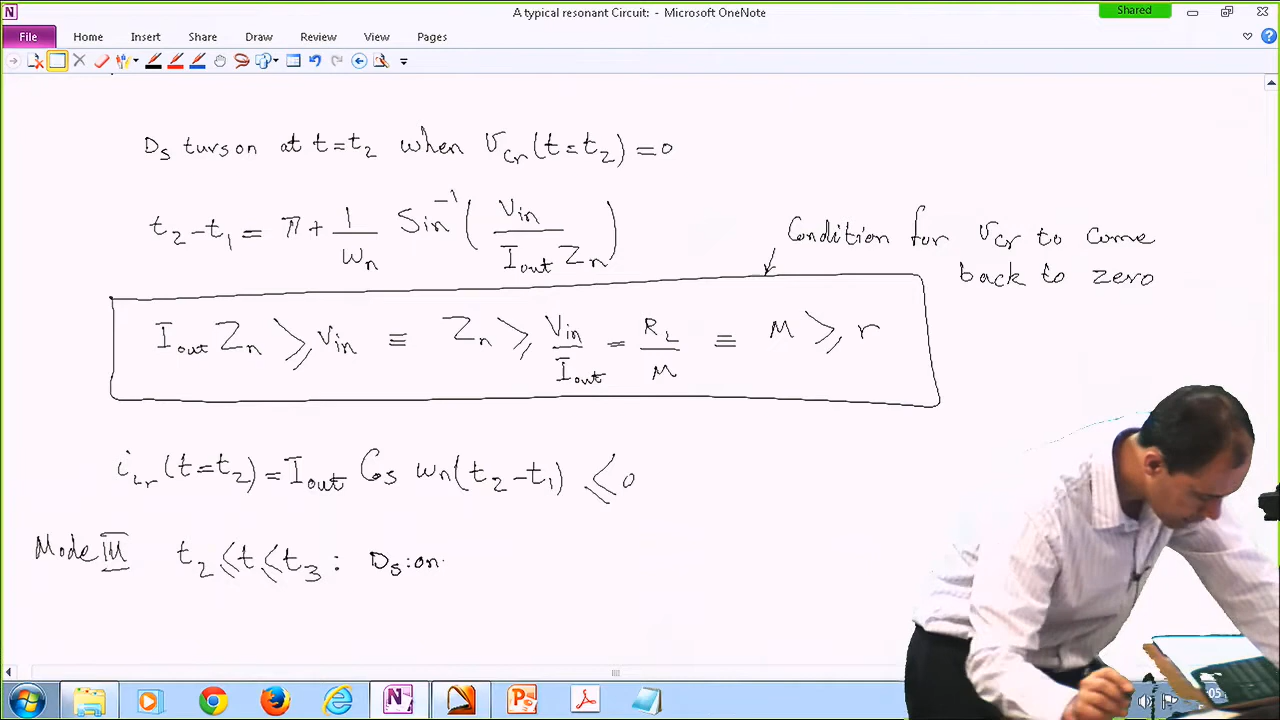 A typical resonant Circuit: - Microsoft OneNote
Shared
File Home Insert Share Draw Review View Pages
Ds turs on at t=t2 when Vcr(t=t2)=0
t2-t1 = π + 1/ωn Sin⁻¹(Vin / Iout Zn)
Condition for Vcr to come
back to zero
Iout Zn ⩾ Vin ≡ Zn ⩾ Vin/Iout = RL/M ≡ M ⩾ r
iLr(t=t2) = Iout Cos ωn(t2-t1) ⩽ 0
Mode III t2 ⩽ t ⩽ t3 : Ds:on